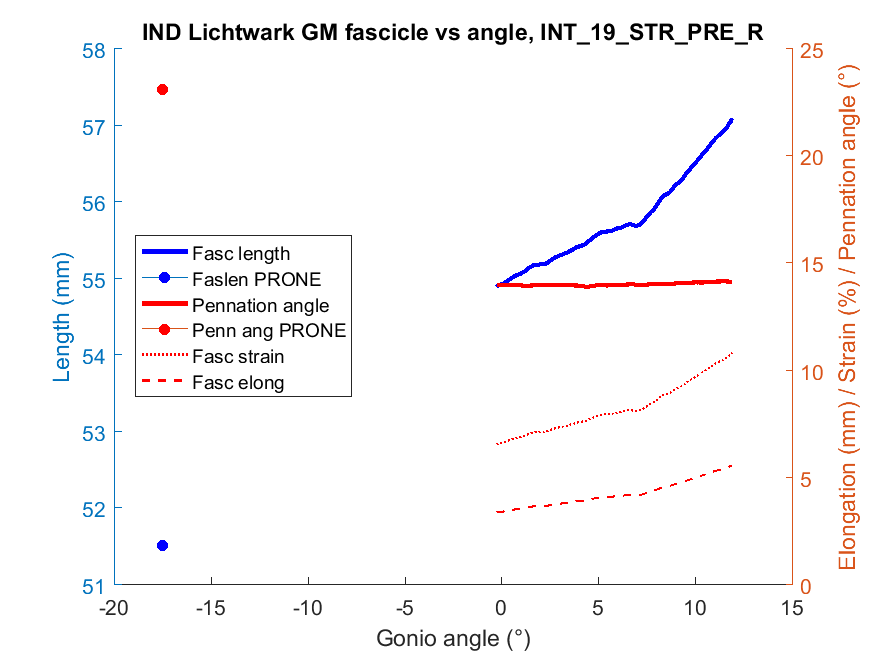 IND Lichtwark GM fascicle vs angle, INT_19_STR_PRE_R
58
57
56
55
54
53
52
51
Length (mm)
25
20
15
10
5
0
Elongation (mm) / Strain (%) / Pennation angle (°)
Fasc length
Faslen PRONE
Pennation angle
Penn ang PRONE
Fasc strain
Fasc elong
-20 -15 -10 -5 0 5 10 15
Gonio angle (°)